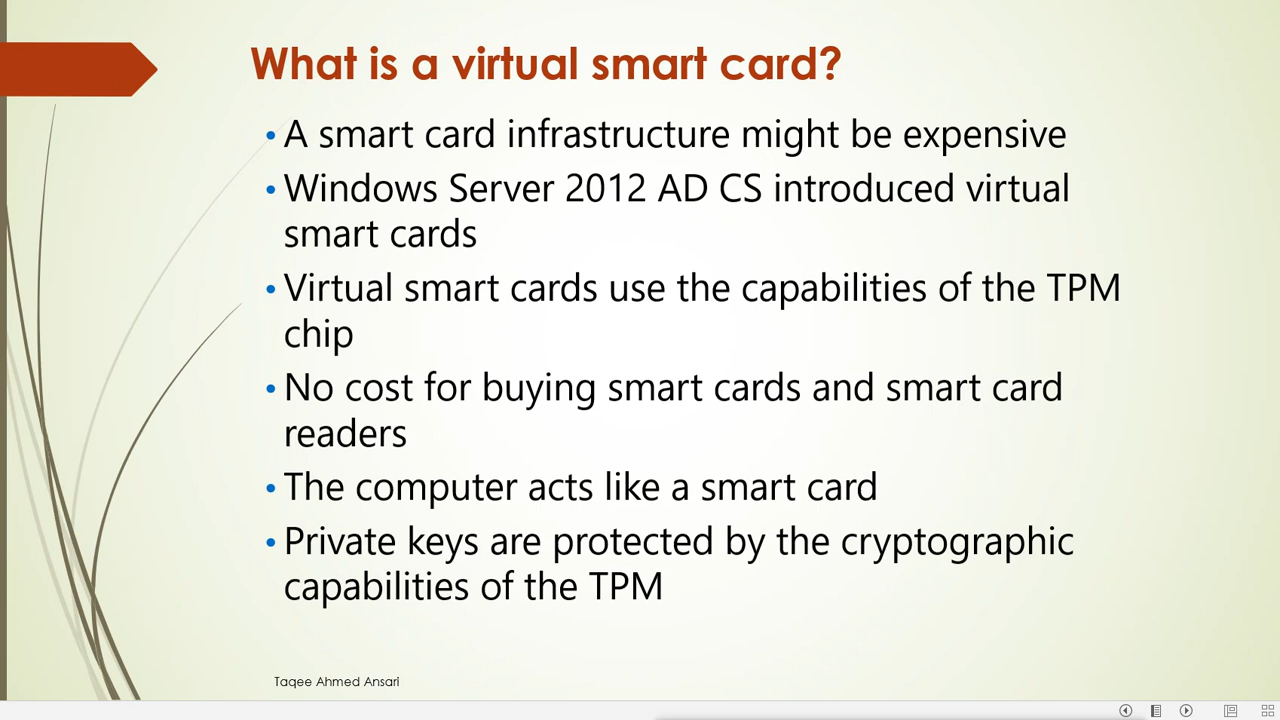 What is a virtual smart card?
• A smart card infrastructure might be expensive
• Windows Server 2012 AD CS introduced virtual
smart cards
• Virtual smart cards use the capabilities of the TPM
chip
• No cost for buying smart cards and smart card
readers
• The computer acts like a smart card
• Private keys are protected by the cryptographic
capabilities of the TPM
Taqee Ahmed Ansari